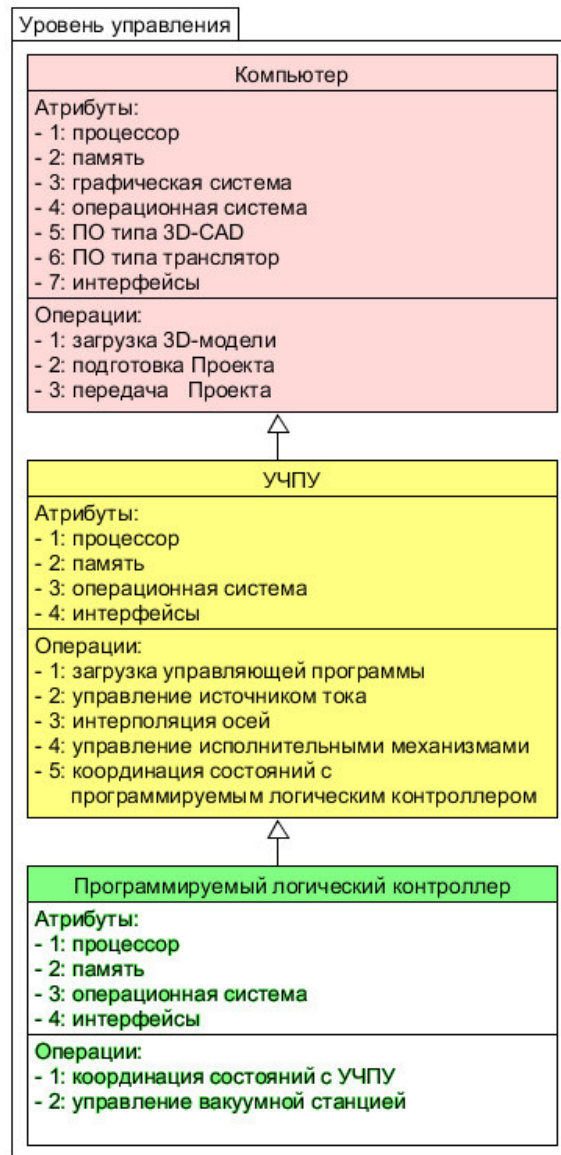 Уровень управления
Компьютер
Атрибуты:
- 1: процессор
- 2: память
- 3: графическая система
- 4: операционная система
- 5: ПО типа 3D-CAD
- 6: ПО типа транслятор
- 7: интерфейсы
Операции:
- 1: загрузка 3D-модели
- 2: подготовка Проекта
- 3: передача Проекта
УЧПУ
Атрибуты:
- 1: процессор
- 2: память
- 3: операционная система
- 4: интерфейсы
Операции:
- 1: загрузка управляющей программы
- 2: управление источником тока
- 3: интерполяция осей
- 4: управление исполнительными механизмами
- 5: координация состояний с
программируемым логическим контроллером
Программируемый логический контроллер
Атрибуты:
- 1: процессор
- 2: память
- 3: операционная система
- 4: интерфейсы
Операции:
- 1: координация состояний с УЧПУ
- 2: управление вакуумной станцией